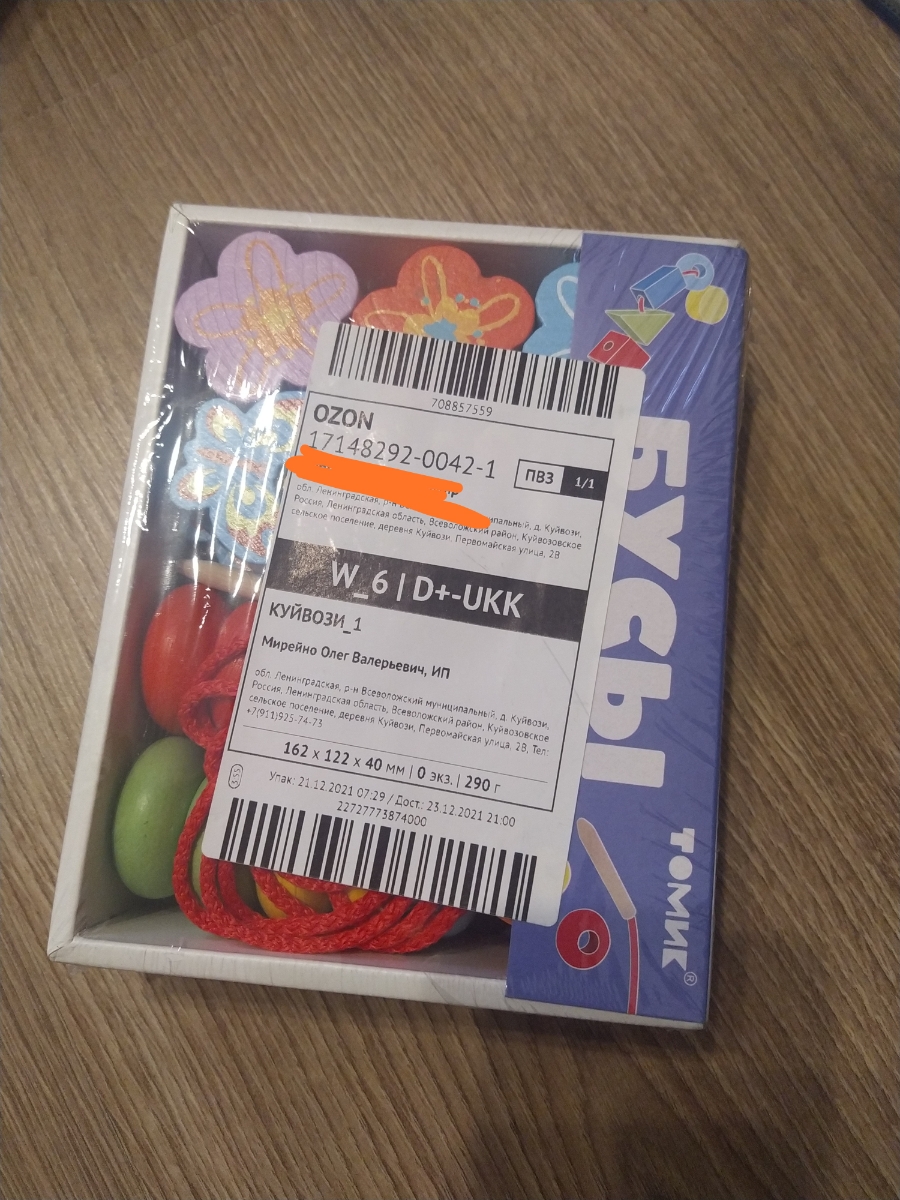 708857559
OZON
17148292-0042-1
ПВЗ 1/1
обл. Ленинградская, р-н муниципальный, д. Куйвози,
Россия, Ленинградская область, Всеволожский район, Куйвозовское
сельское поселение, деревня Куйвози, Первомайская улица, 2В
W_6 | D+-UKK
КУЙВОЗИ_1
Мирейно Олег Валерьевич, ИП
обл. Ленинградская, р-н Всеволожский муниципальный, д. Куйвози,
Россия, Ленинградская область, Всеволожский район, Куйвозовское
сельское поселение, деревня Куйвози, Первомайская улица, 2В, Тел:
+7(911)925-74-73
162 x 122 x 40 мм | 0 экз. | 290 г
555
Упак: 21.12.2021 07:29 / Дост.: 23.12.2021 21:00
22727773874000
БУСЫ
ТОМИК®